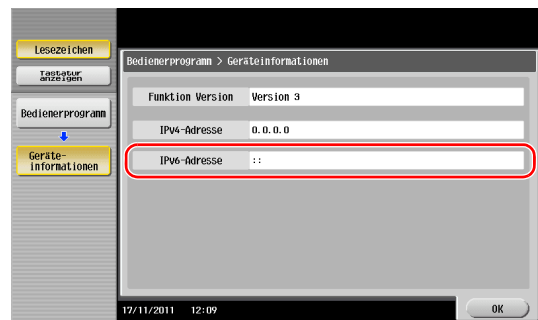 Lesezeichen
Tastatur
anzeigen
Bedienerprogramm
Geräte-
informationen
Bedienerprogramm > Geräteinformationen
Funktion Version Version 3
IPv4-Adresse 0.0.0.0
IPv6-Adresse ::
17/11/2011 12:09
OK